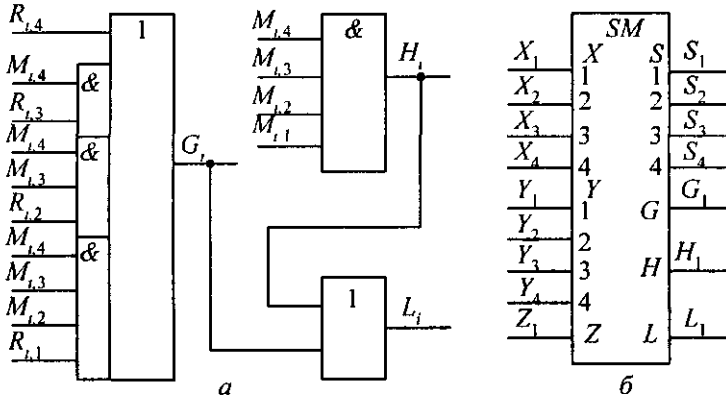 R_{i,4}
M_{i,4}
R_{i,3}
M_{i,4}
M_{i,3}
R_{i,2}
M_{i,4}
M_{i,3}
M_{i,2}
R_{i,1}
&
&
&
1
G_i
M_{i,4}
M_{i,3}
M_{i,2}
M_{i,1}
&
H_i
1
L_i
а
SM
X_1 X 1
X_2 2
X_3 3
X_4 4
Y_1 Y 1
Y_2 2
Y_3 3
Y_4 4
Z_1 Z
S 1 S_1
2 S_2
3 S_3
4 S_4
G G_1
H H_1
L L_1
б